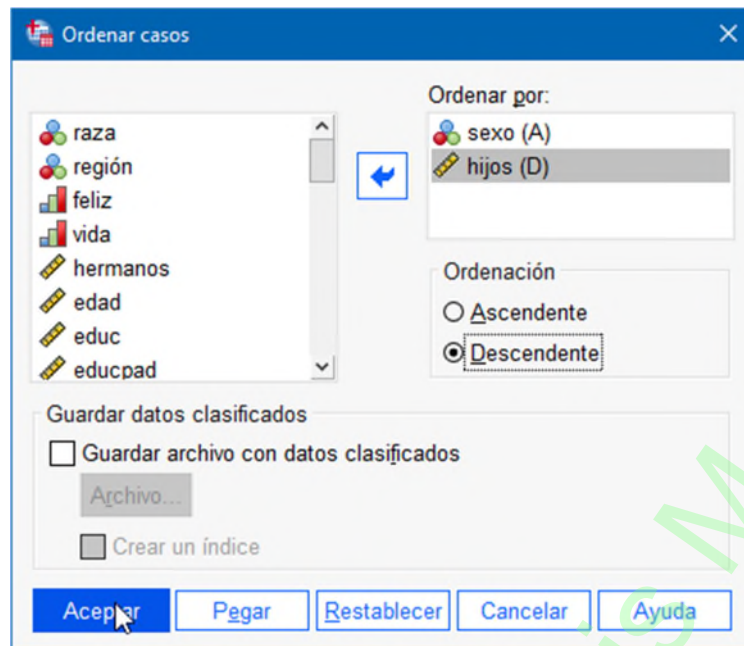 Ordenar casos
Ordenar por:
raza
región
feliz
vida
hermanos
edad
educ
educpad
sexo (A)
hijos (D)
Ordenación
Ascendente
Descendente
Guardar datos clasificados
Guardar archivo con datos clasificados
Archivo...
Crear un índice
Aceptar Pegar Restablecer Cancelar Ayuda
is M